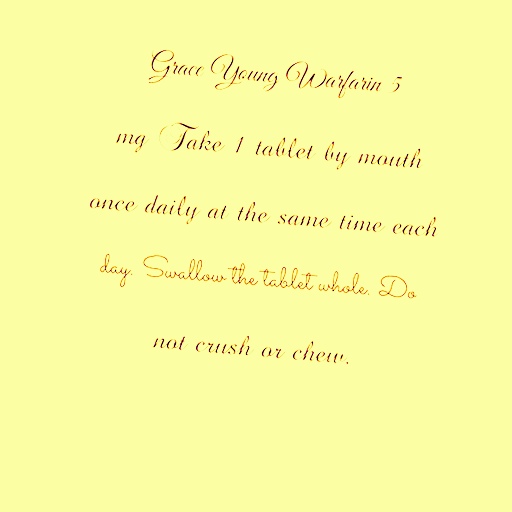 Grace Young Warfarin 5
mg Take 1 tablet by mouth
once daily at the same time each
day. Swallow the tablet whole. Do
not crush or chew.